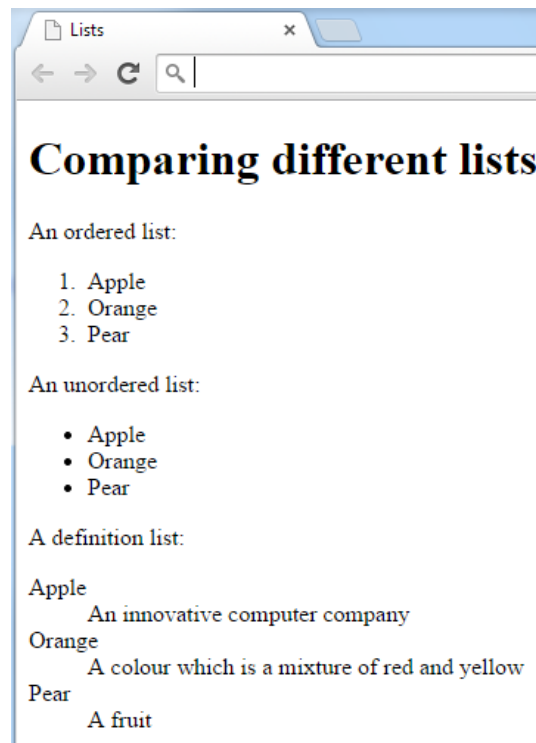 Lists
Comparing different lists
An ordered list:
1. Apple
2. Orange
3. Pear
An unordered list:
• Apple
• Orange
• Pear
A definition list:
Apple
An innovative computer company
Orange
A colour which is a mixture of red and yellow
Pear
A fruit